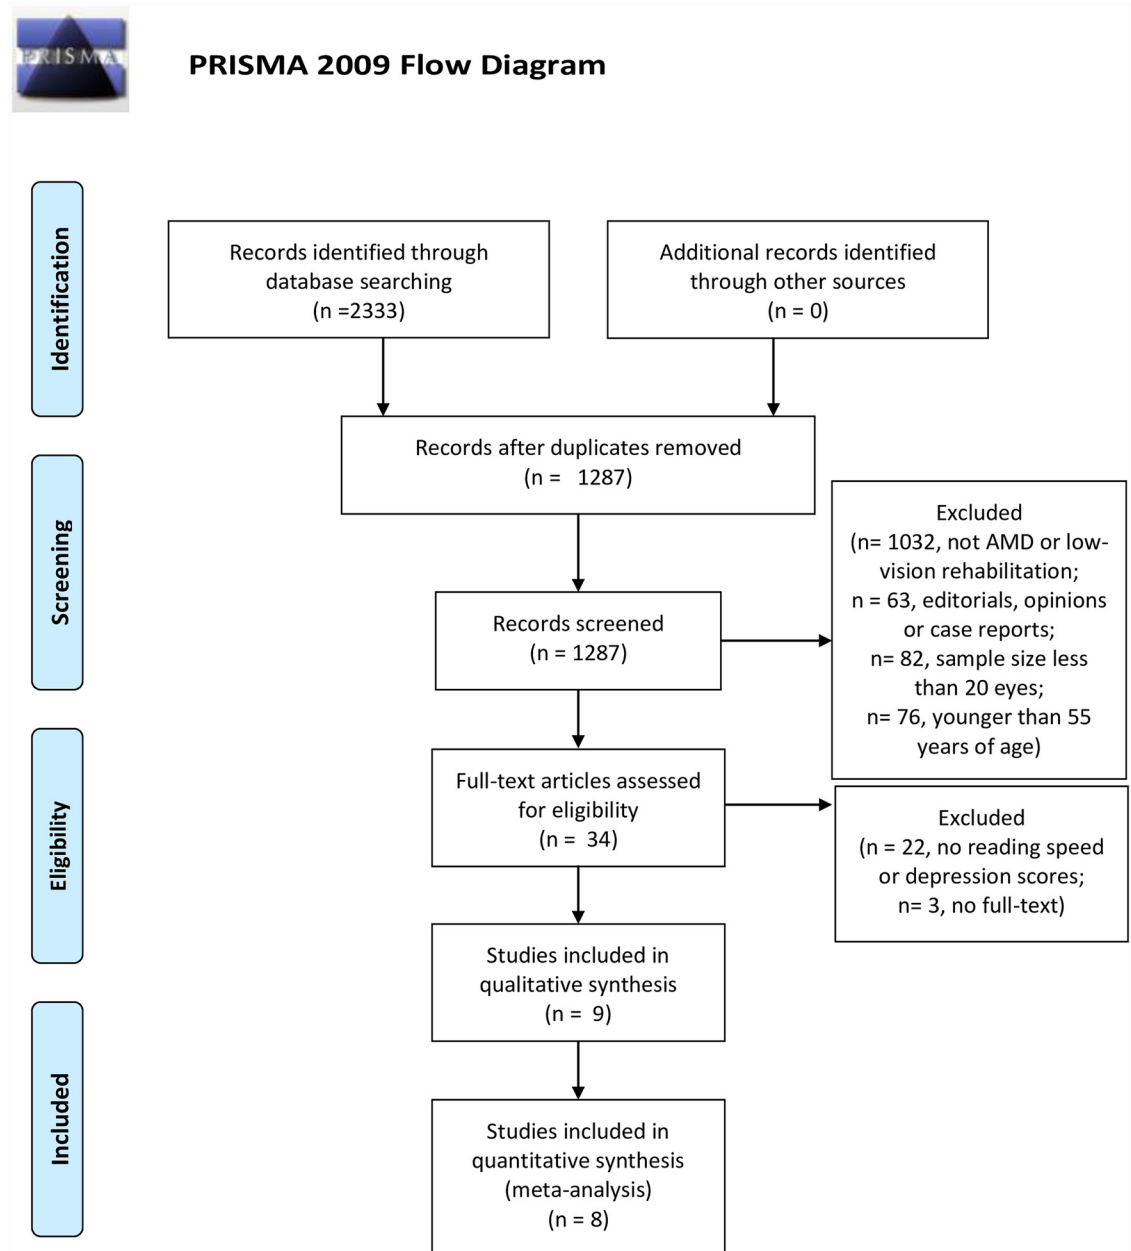 PRISMA
PRISMA 2009 Flow Diagram
Identification
Records identified through
database searching
(n =2333)
Additional records identified
through other sources
(n = 0)
Records after duplicates removed
(n =   1287)
Screening
Records screened
(n = 1287)
Excluded
(n= 1032, not AMD or low-
vision rehabilitation;
n = 63, editorials, opinions
or case reports;
n= 82, sample size less
than 20 eyes;
n= 76, younger than 55
years of age)
Eligibility
Full-text articles assessed
for eligibility
(n =  34)
Excluded
(n = 22, no reading speed
or depression scores;
n= 3, no full-text)
Studies included in
qualitative synthesis
(n =  9)
Included
Studies included in
quantitative synthesis
(meta-analysis)
(n = 8)